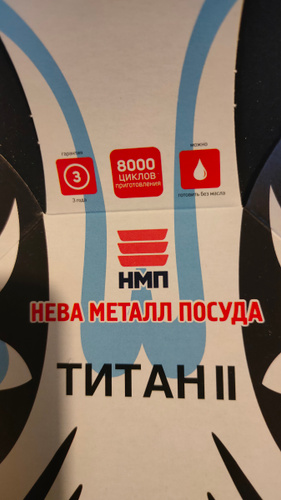 гарантия
3
3 года
8000
ЦИКЛОВ
приготовления
можно
готовить без масла
НМП
НЕВА МЕТАЛЛ ПОСУДА
ТИТАН II